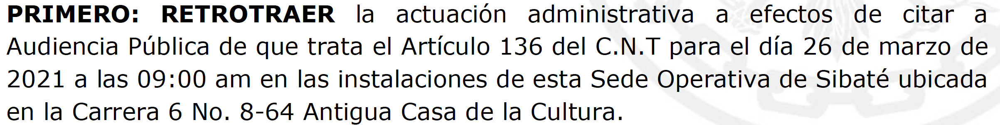 PRIMERO: RETROTRAER la actuación administrativa a efectos de citar a
Audiencia Pública de que trata el Artículo 136 del C.N.T para el día 26 de marzo de
2021 a las 09:00 am en las instalaciones de esta Sede Operativa de Sibaté ubicada
en la Carrera 6 No. 8-64 Antigua Casa de la Cultura.